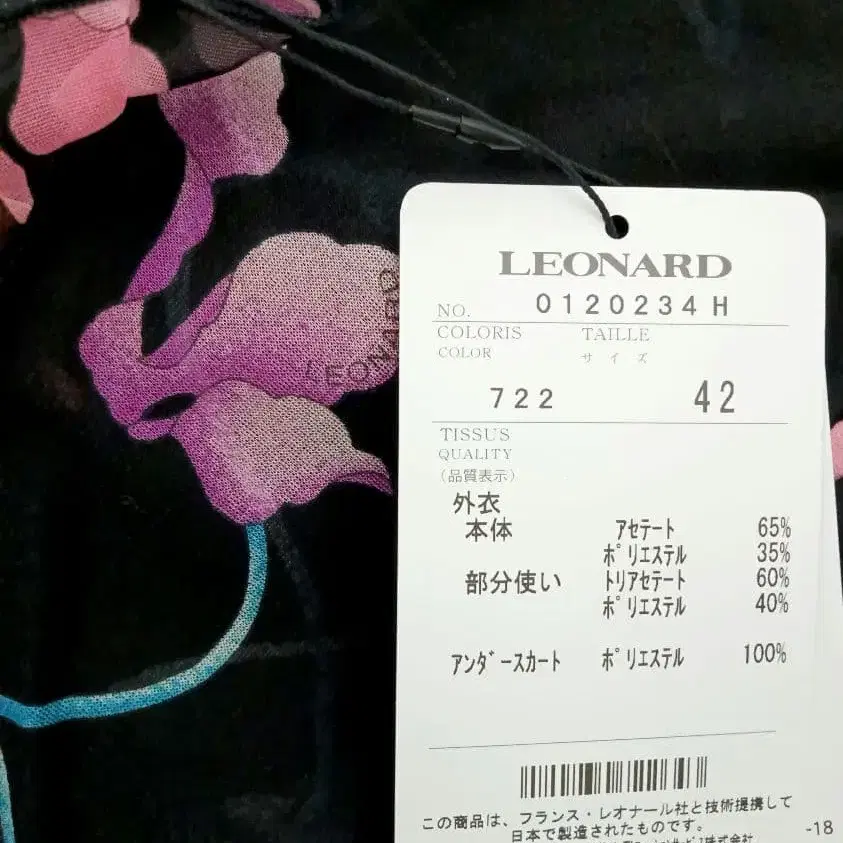 LEONARD
LEONARD
NO. 0120234H
COLORIS TAILLE
COLOR サイズ
722 42
TISSUS
QUALITY
(品質表示)
外衣
本体 アセテート 65%
ポリエステル 35%
部分使い トリアセテート 60%
ポリエステル 40%
アンダースカート ポリエステル 100%
この商品は、フランス・レオナール社と技術提携して
日本で製造されたものです。
株式会社
-18